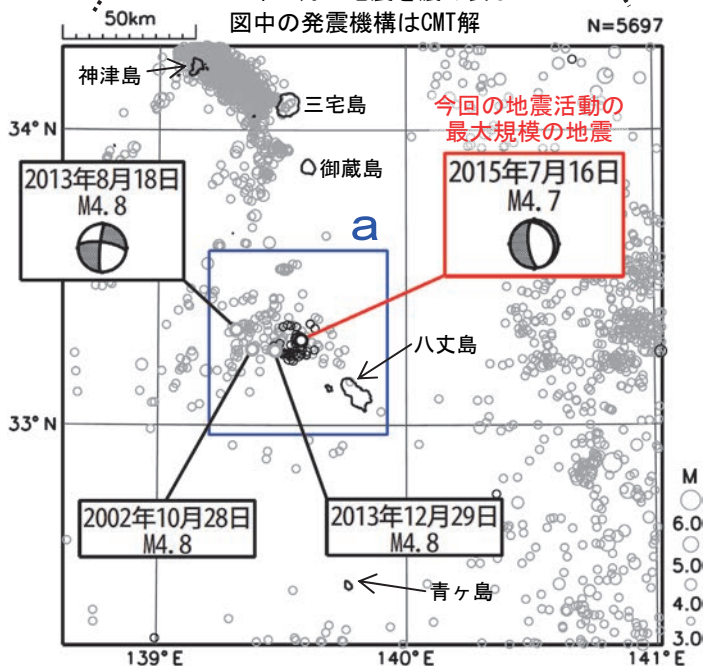 図中の発震機構はCMT解
50km
N=5697
神津島
三宅島
34°N
今回の地震活動の
最大規模の地震
御蔵島
2013年8月18日
M4.8
2015年7月16日
M4.7
a
八丈島
33°N
2002年10月28日
M4.8
2013年12月29日
M4.8
青ヶ島
M
6.00
5.00
4.00
3.00
139°E
140°E
141°E